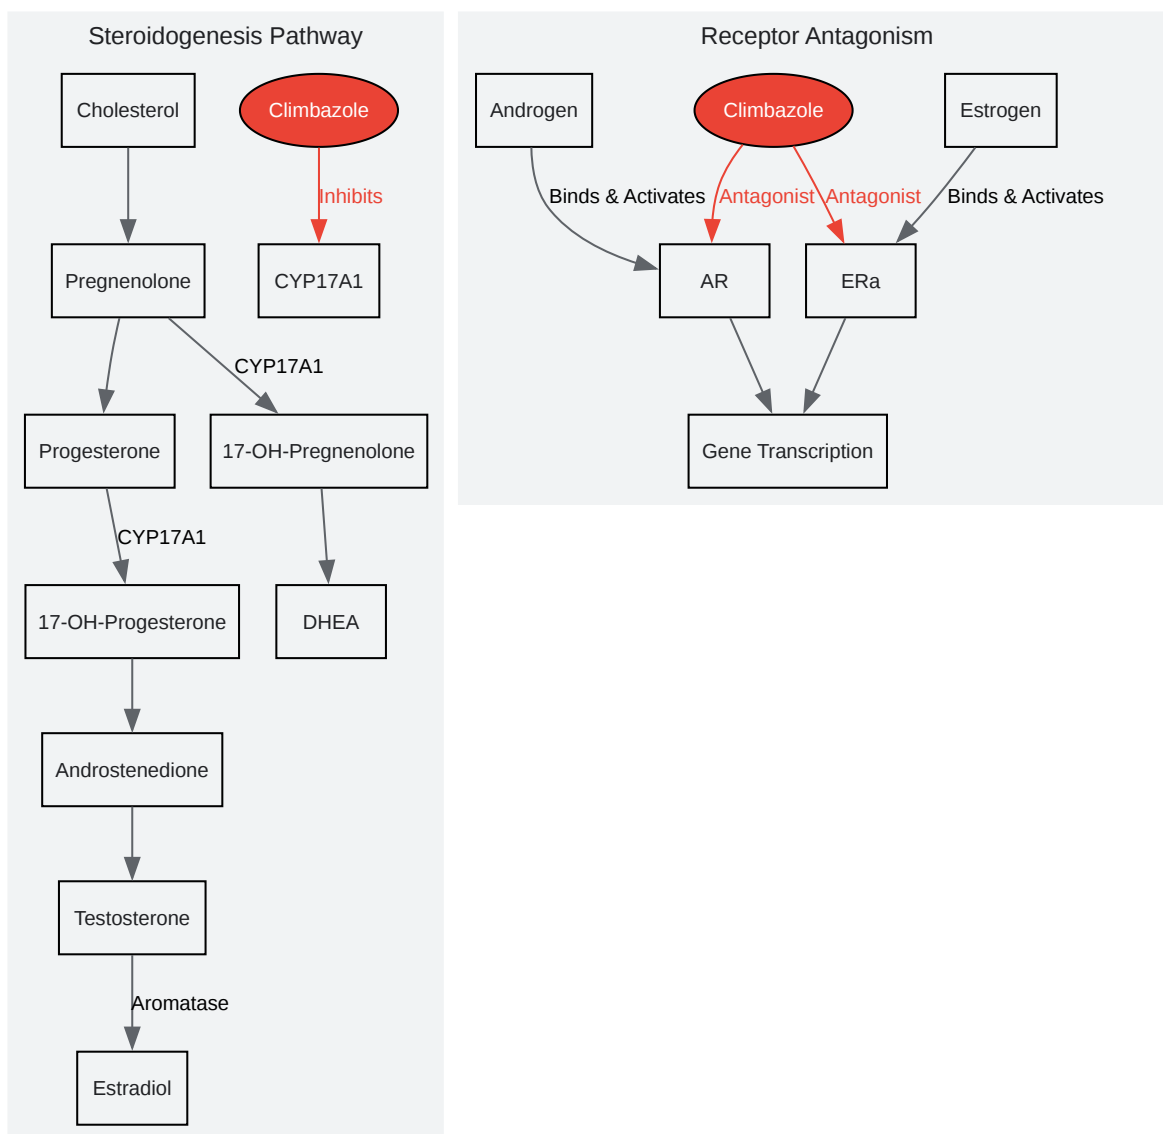 Steroidogenesis Pathway
Cholesterol
Climbazole
Inhibits
Pregnenolone
CYP17A1
CYP17A1
Progesterone
17-OH-Pregnenolone
CYP17A1
17-OH-Progesterone
DHEA
Androstenedione
Testosterone
Aromatase
Estradiol
Receptor Antagonism
Androgen
Climbazole
Estrogen
Binds & Activates
Antagonist
Antagonist
Binds & Activates
AR
ERa
Gene Transcription